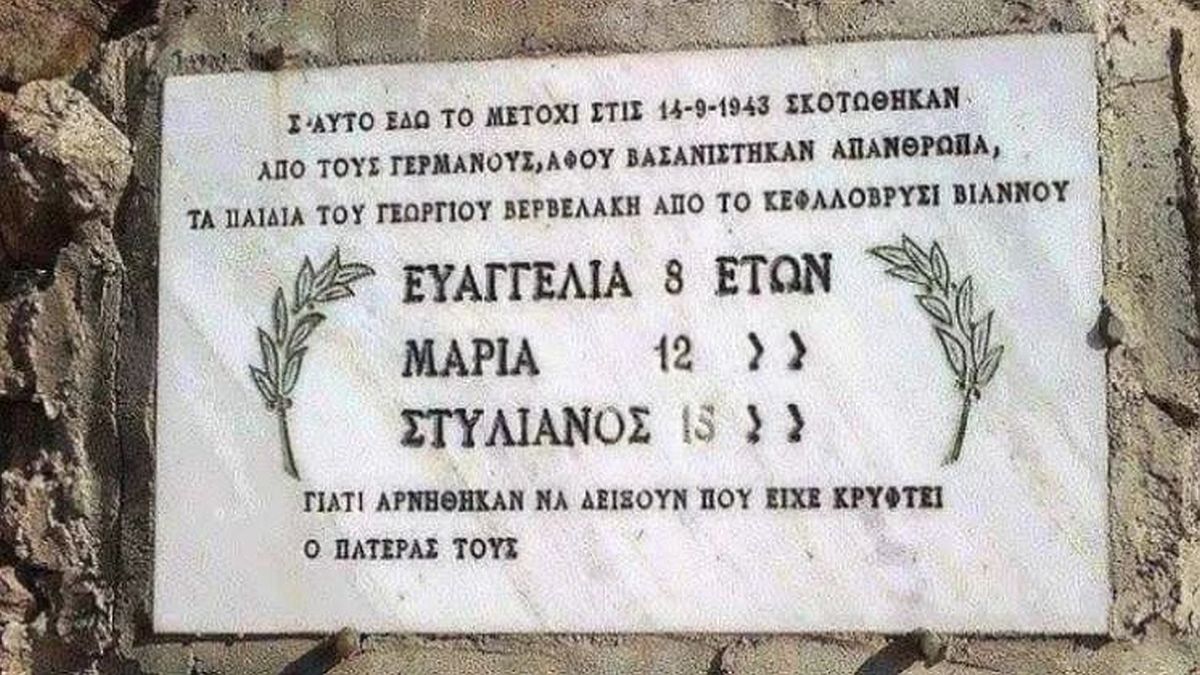 Σ'ΑΥΤΟ ΕΔΩ ΤΟ ΜΕΤΟΧΙ ΣΤΙΣ 14-9-1943 ΣΚΟΤΩΘΗΚΑΝ
ΑΠΟ ΤΟΥΣ ΓΕΡΜΑΝΟΥΣ, ΑΦΟΥ ΒΑΣΑΝΙΣΤΗΚΑΝ ΑΠΑΝΘΡΩΠΑ,
ΤΑ ΠΑΙΔΙΑ ΤΟΥ ΓΕΩΡΓΙΟΥ ΒΕΡΒΕΛΑΚΗ ΑΠΟ ΤΟ ΚΕΦΑΛΟΒΡΥΣΙ ΒΙΑΝΝΟΥ
ΕΥΑΓΓΕΛΙΑ 8 ΕΤΩΝ
ΜΑΡΙΑ 12 》
ΣΤΥΛΙΑΝΟΣ 15 》
ΓΙΑΤΙ ΑΡΝΗΘΗΚΑΝ ΝΑ ΔΕΙΞΟΥΝ ΠΟΥ ΕΙΧΕ ΚΡΥΦΤΕΙ
Ο ΠΑΤΕΡΑΣ ΤΟΥΣ